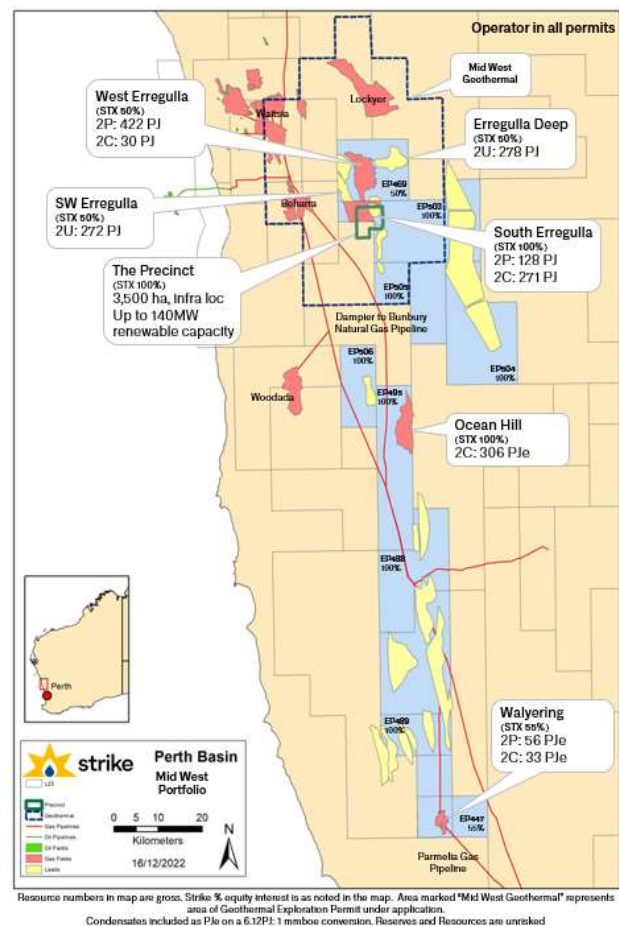 Operator in all permits
Mid West
Geothermal
West Erregulla
(STX 50%)
2P: 422 PJ
2C: 30 PJ
Waitsia
Lockyer
Erregulla Deep
(STX 50%)
2U: 278 PJ
EP469
50%
EP503
100%
SW Erregulla
(STX 50%)
2U: 272 PJ
Beharra
South Erregulla
(STX 100%)
2P: 128 PJ
2C: 271 PJ
The Precinct
(STX 100%)
3,500 ha, infra loc
Up to 140MW
renewable capacity
EP505
100%
Dampier to Bunbury
Natural Gas Pipeline
EP506
100%
EP504
100%
EP495
100%
Woodada
Ocean Hill
(STX 100%)
2C: 306 PJe
EP488
100%
Perth
Walyering
(STX 55%)
2P: 56 PJe
2C: 33 PJe
EP489
100%
EP447
55%
Parmelia Gas
Pipeline
strike
Perth Basin
Mid West
Portfolio
L23
Precinct
Geothermal
Gas Pipelines
Oil Pipelines
Oil Fields
Gas Fields
Leads
0 5 10 20
Kilometers
N
16/12/2022
Resource numbers in map are gross. Strike % equity interest is as noted in the map. Area marked "Mid West Geothermal" represents
area of Geothermal Exploration Permit under application.
Condensates included as PJe on a 6.12PJ: 1 mmboe conversion. Reserves and Resources are unrisked